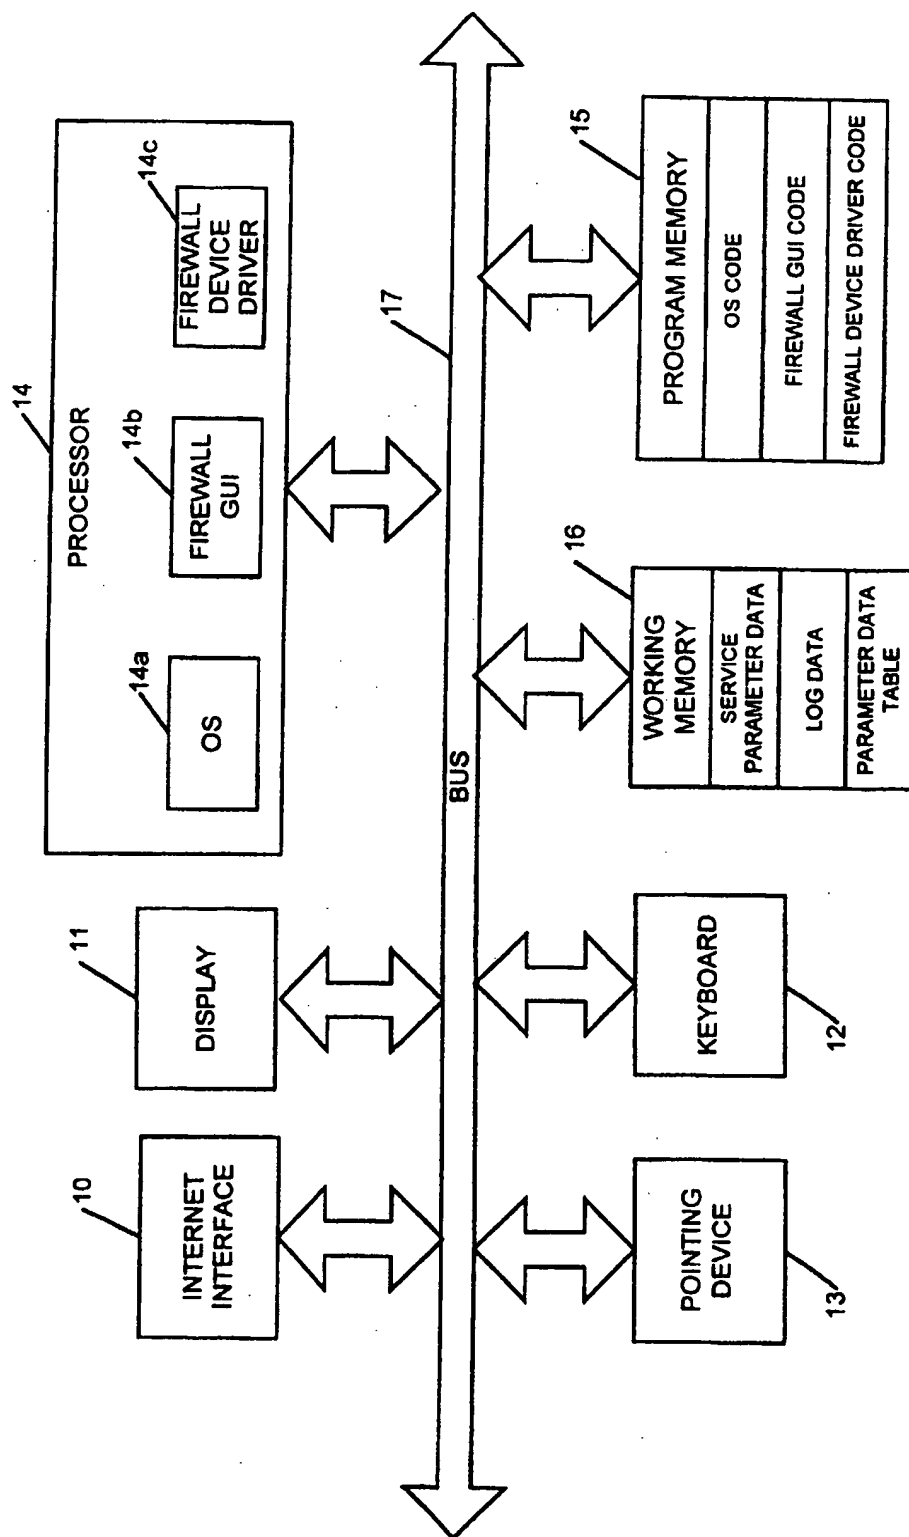 10
INTERNET
INTERFACE
11
DISPLAY
14
PROCESSOR
14a
OS
14b
FIREWALL
GUI
14c
FIREWALL
DEVICE
DRIVER
BUS
17
13
POINTING
DEVICE
12
KEYBOARD
16
WORKING
MEMORY
SERVICE
PARAMETER DATA
LOG DATA
PARAMETER DATA
TABLE
15
PROGRAM MEMORY
OS CODE
FIREWALL GUI CODE
FIREWALL DEVICE DRIVER CODE